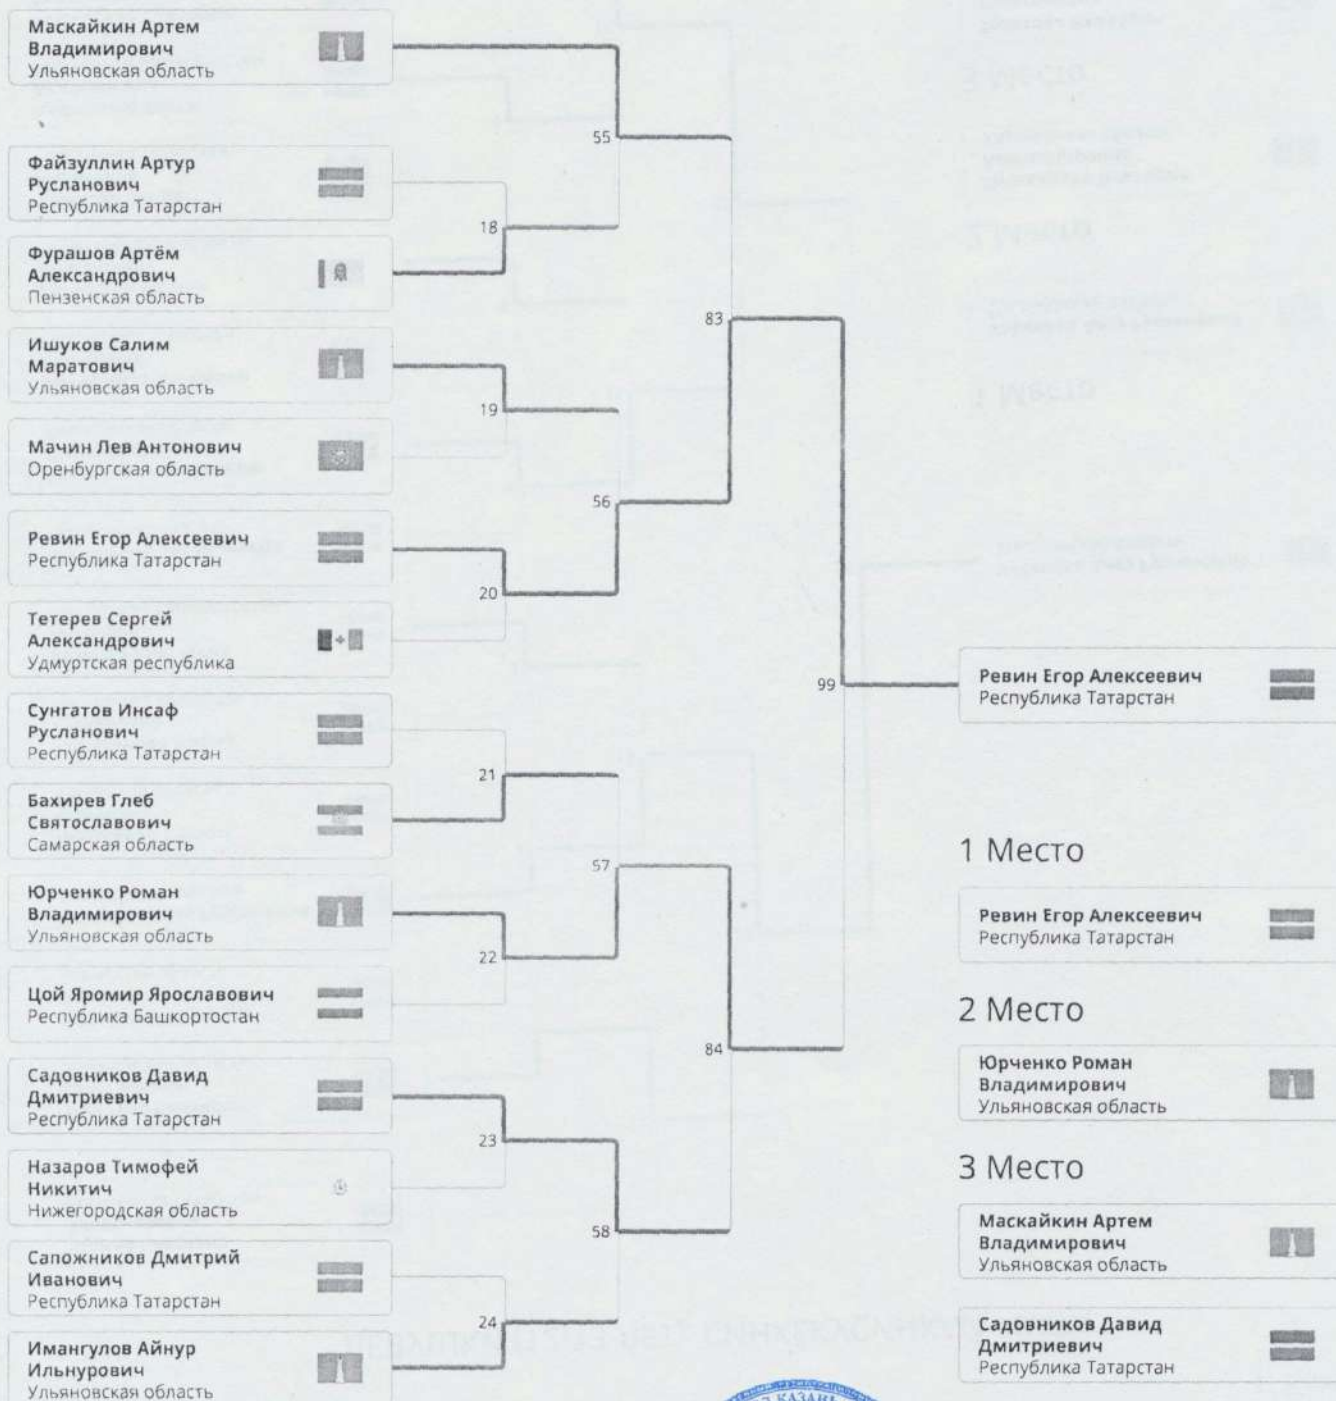 Маскайкин Артем
Владимирович
Ульяновская область
Файзуллин Артур
Русланович
Республика Татарстан
Фурашов Артём
Александрович
Пензенская область
Ишуков Салим
Маратович
Ульяновская область
Мачин Лев Антонович
Оренбургская область
Ревин Егор Алексеевич
Республика Татарстан
Тетерев Сергей
Александрович
Удмуртская республика
Сунгатов Инсаф
Русланович
Республика Татарстан
Бахирев Глеб
Святославович
Самарская область
Юрченко Роман
Владимирович
Ульяновская область
Цой Яромир Ярославович
Республика Башкортостан
Садовников Давид
Дмитриевич
Республика Татарстан
Назаров Тимофей
Никитич
Нижегородская область
Сапожников Дмитрий
Иванович
Республика Татарстан
Имангулов Айнур
Ильнурович
Ульяновская область
18
19
20
21
22
23
24
55
56
57
58
83
84
99
Ревин Егор Алексеевич
Республика Татарстан
1 Место
Ревин Егор Алексеевич
Республика Татарстан
2 Место
Юрченко Роман
Владимирович
Ульяновская область
3 Место
Маскайкин Артем
Владимирович
Ульяновская область
Садовников Давид
Дмитриевич
Республика Татарстан
КАЗАНЬ